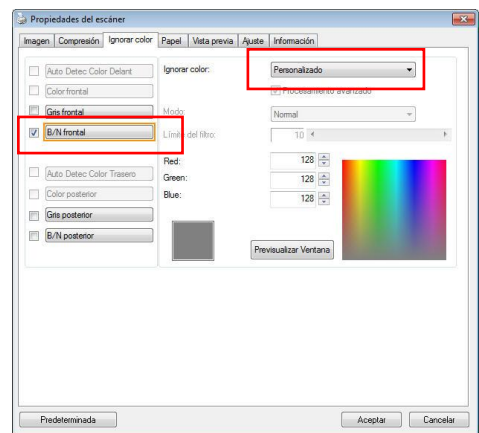 Propiedades del escáner
Imagen Compresión Ignorar color Papel Vista previa Ajuste Información
Auto Detec Color Delant
Color frontal
Gris frontal
B/N frontal
Auto Detec Color Trasero
Color posterior
Gris posterior
B/N posterior
Ignorar color: Personalizado
Procesamiento avanzado
Modo: Normal
Límite del filtro: 10
Red: 128
Green: 128
Blue: 128
Previsualizar Ventana
Predeterminada Aceptar Cancelar